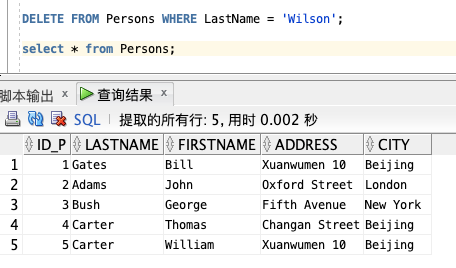 DELETE FROM Persons WHERE LastName = 'Wilson';
select * from Persons;
脚本输出 × 查询结果 ×
SQL | 提取的所有行: 5, 用时 0.002 秒
ID_P LASTNAME FIRSTNAME ADDRESS CITY
1 1 Gates Bill Xuanwumen 10 Beijing
2 2 Adams John Oxford Street London
3 3 Bush George Fifth Avenue New York
4 4 Carter Thomas Changan Street Beijing
5 5 Carter William Xuanwumen 10 Beijing